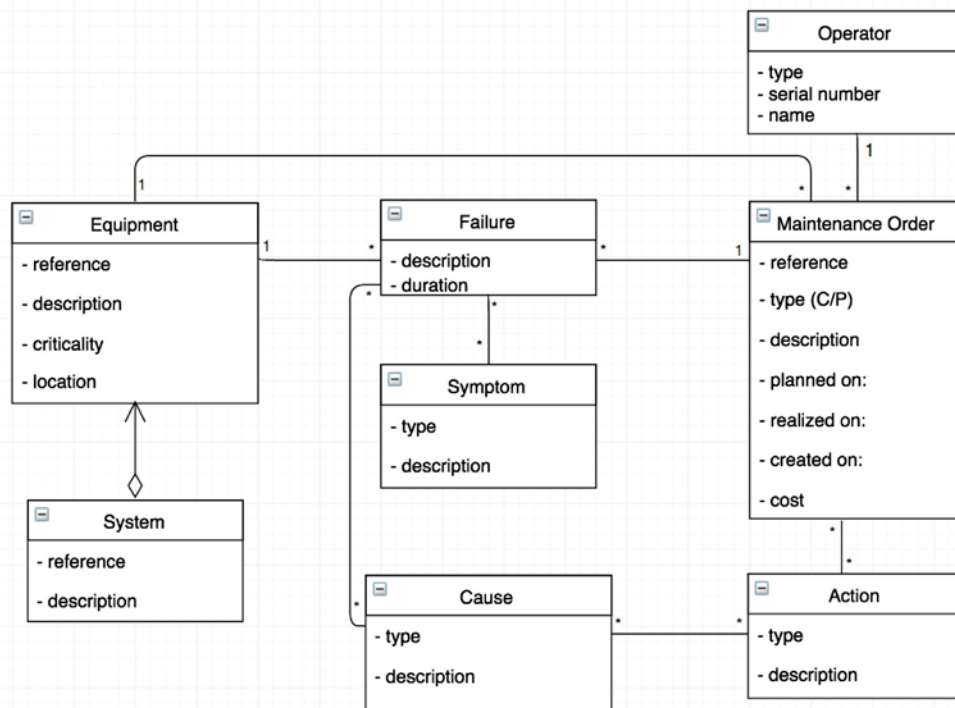 Operator
- type
- serial number
- name
1
*
1
*
Equipment
- reference
- description
- criticality
- location
1
*
Failure
- description
- duration
*
1
Maintenance Order
- reference
- type (C/P)
- description
- planned on:
- realized on:
- created on:
- cost
*
*
*
Symptom
- type
- description
System
- reference
- description
*
*
Cause
- type
- description
*
*
Action
- type
- description
*